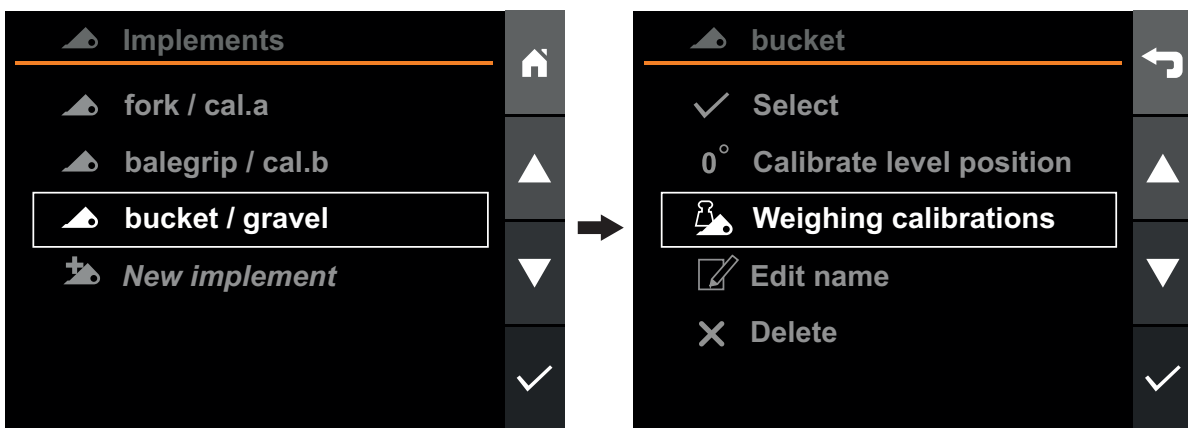 Implements
fork / cal.a
balegrip / cal.b
bucket / gravel
New implement
bucket
Select
0° Calibrate level position
Weighing calibrations
Edit name
Delete